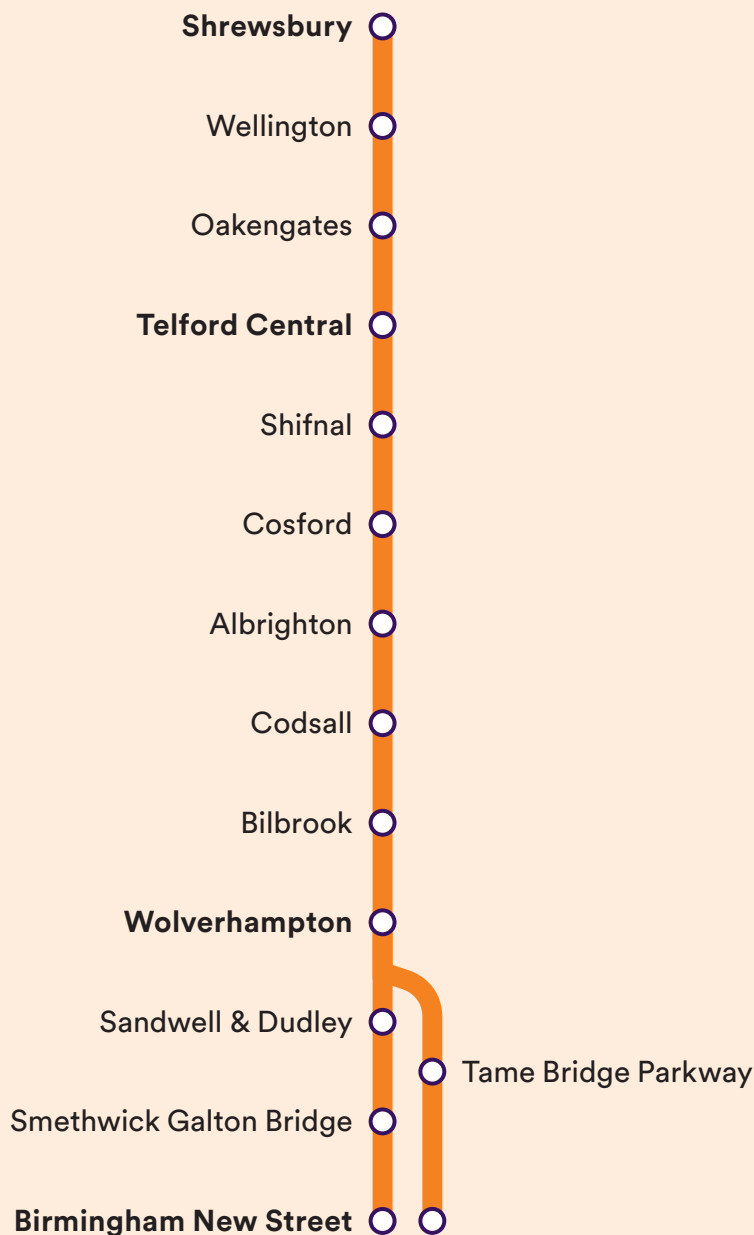 Shrewsbury
Wellington
Oakengates
Telford Central
Shifnal
Cosford
Albrighton
Codsall
Bilbrook
Wolverhampton
Sandwell & Dudley
Tame Bridge Parkway
Smethwick Galton Bridge
Birmingham New Street